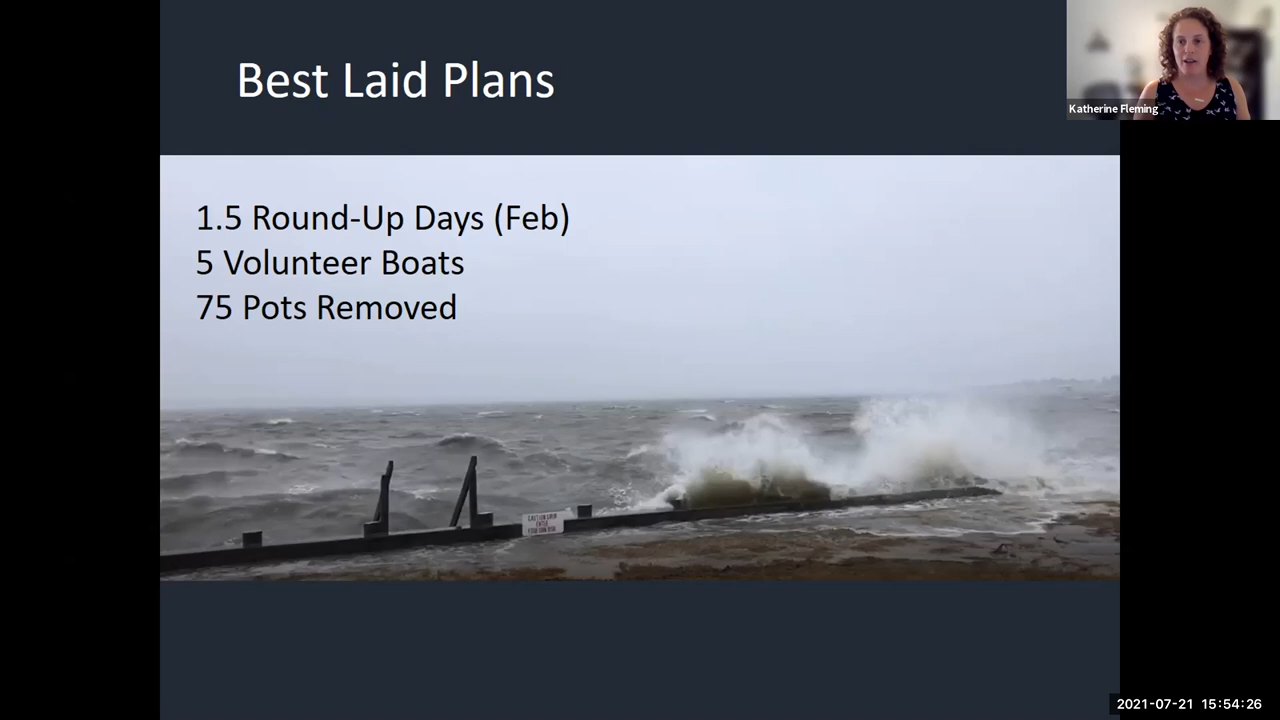 Best Laid Plans
Katherine Fleming
1.5 Round-Up Days (Feb)
5 Volunteer Boats
75 Pots Removed
2021-07-21 15:54:26